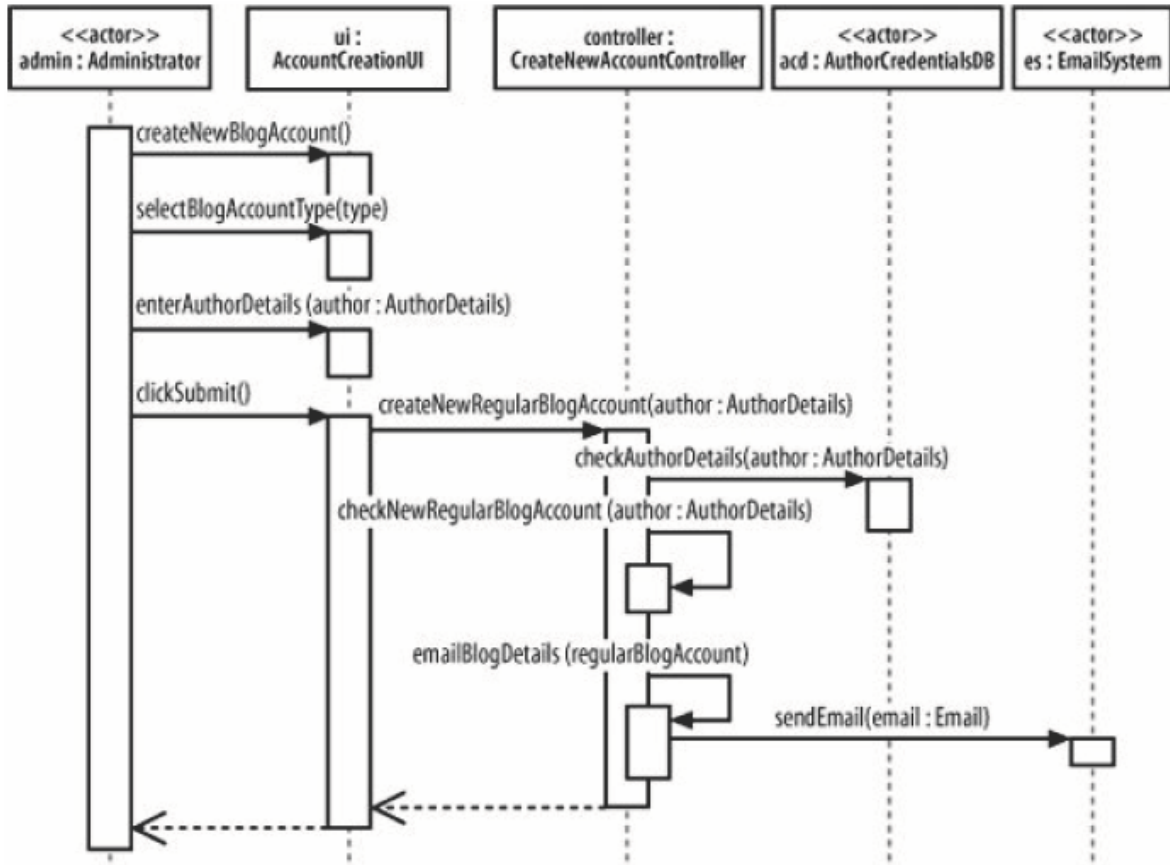 <<actor>>
admin : Administrator
ui :
AccountCreationUI
controller :
CreateNewAccountController
<<actor>>
acd : AuthorCredentialsDB
<<actor>>
es : EmailSystem
createNewBlogAccount()
selectBlogAccountType(type)
enterAuthorDetails (author : AuthorDetails)
clickSubmit()
createNewRegularBlogAccount(author : AuthorDetails)
checkAuthorDetails(author : AuthorDetails)
checkNewRegularBlogAccount (author : AuthorDetails)
emailBlogDetails (regularBlogAccount)
sendEmail(email : Email)